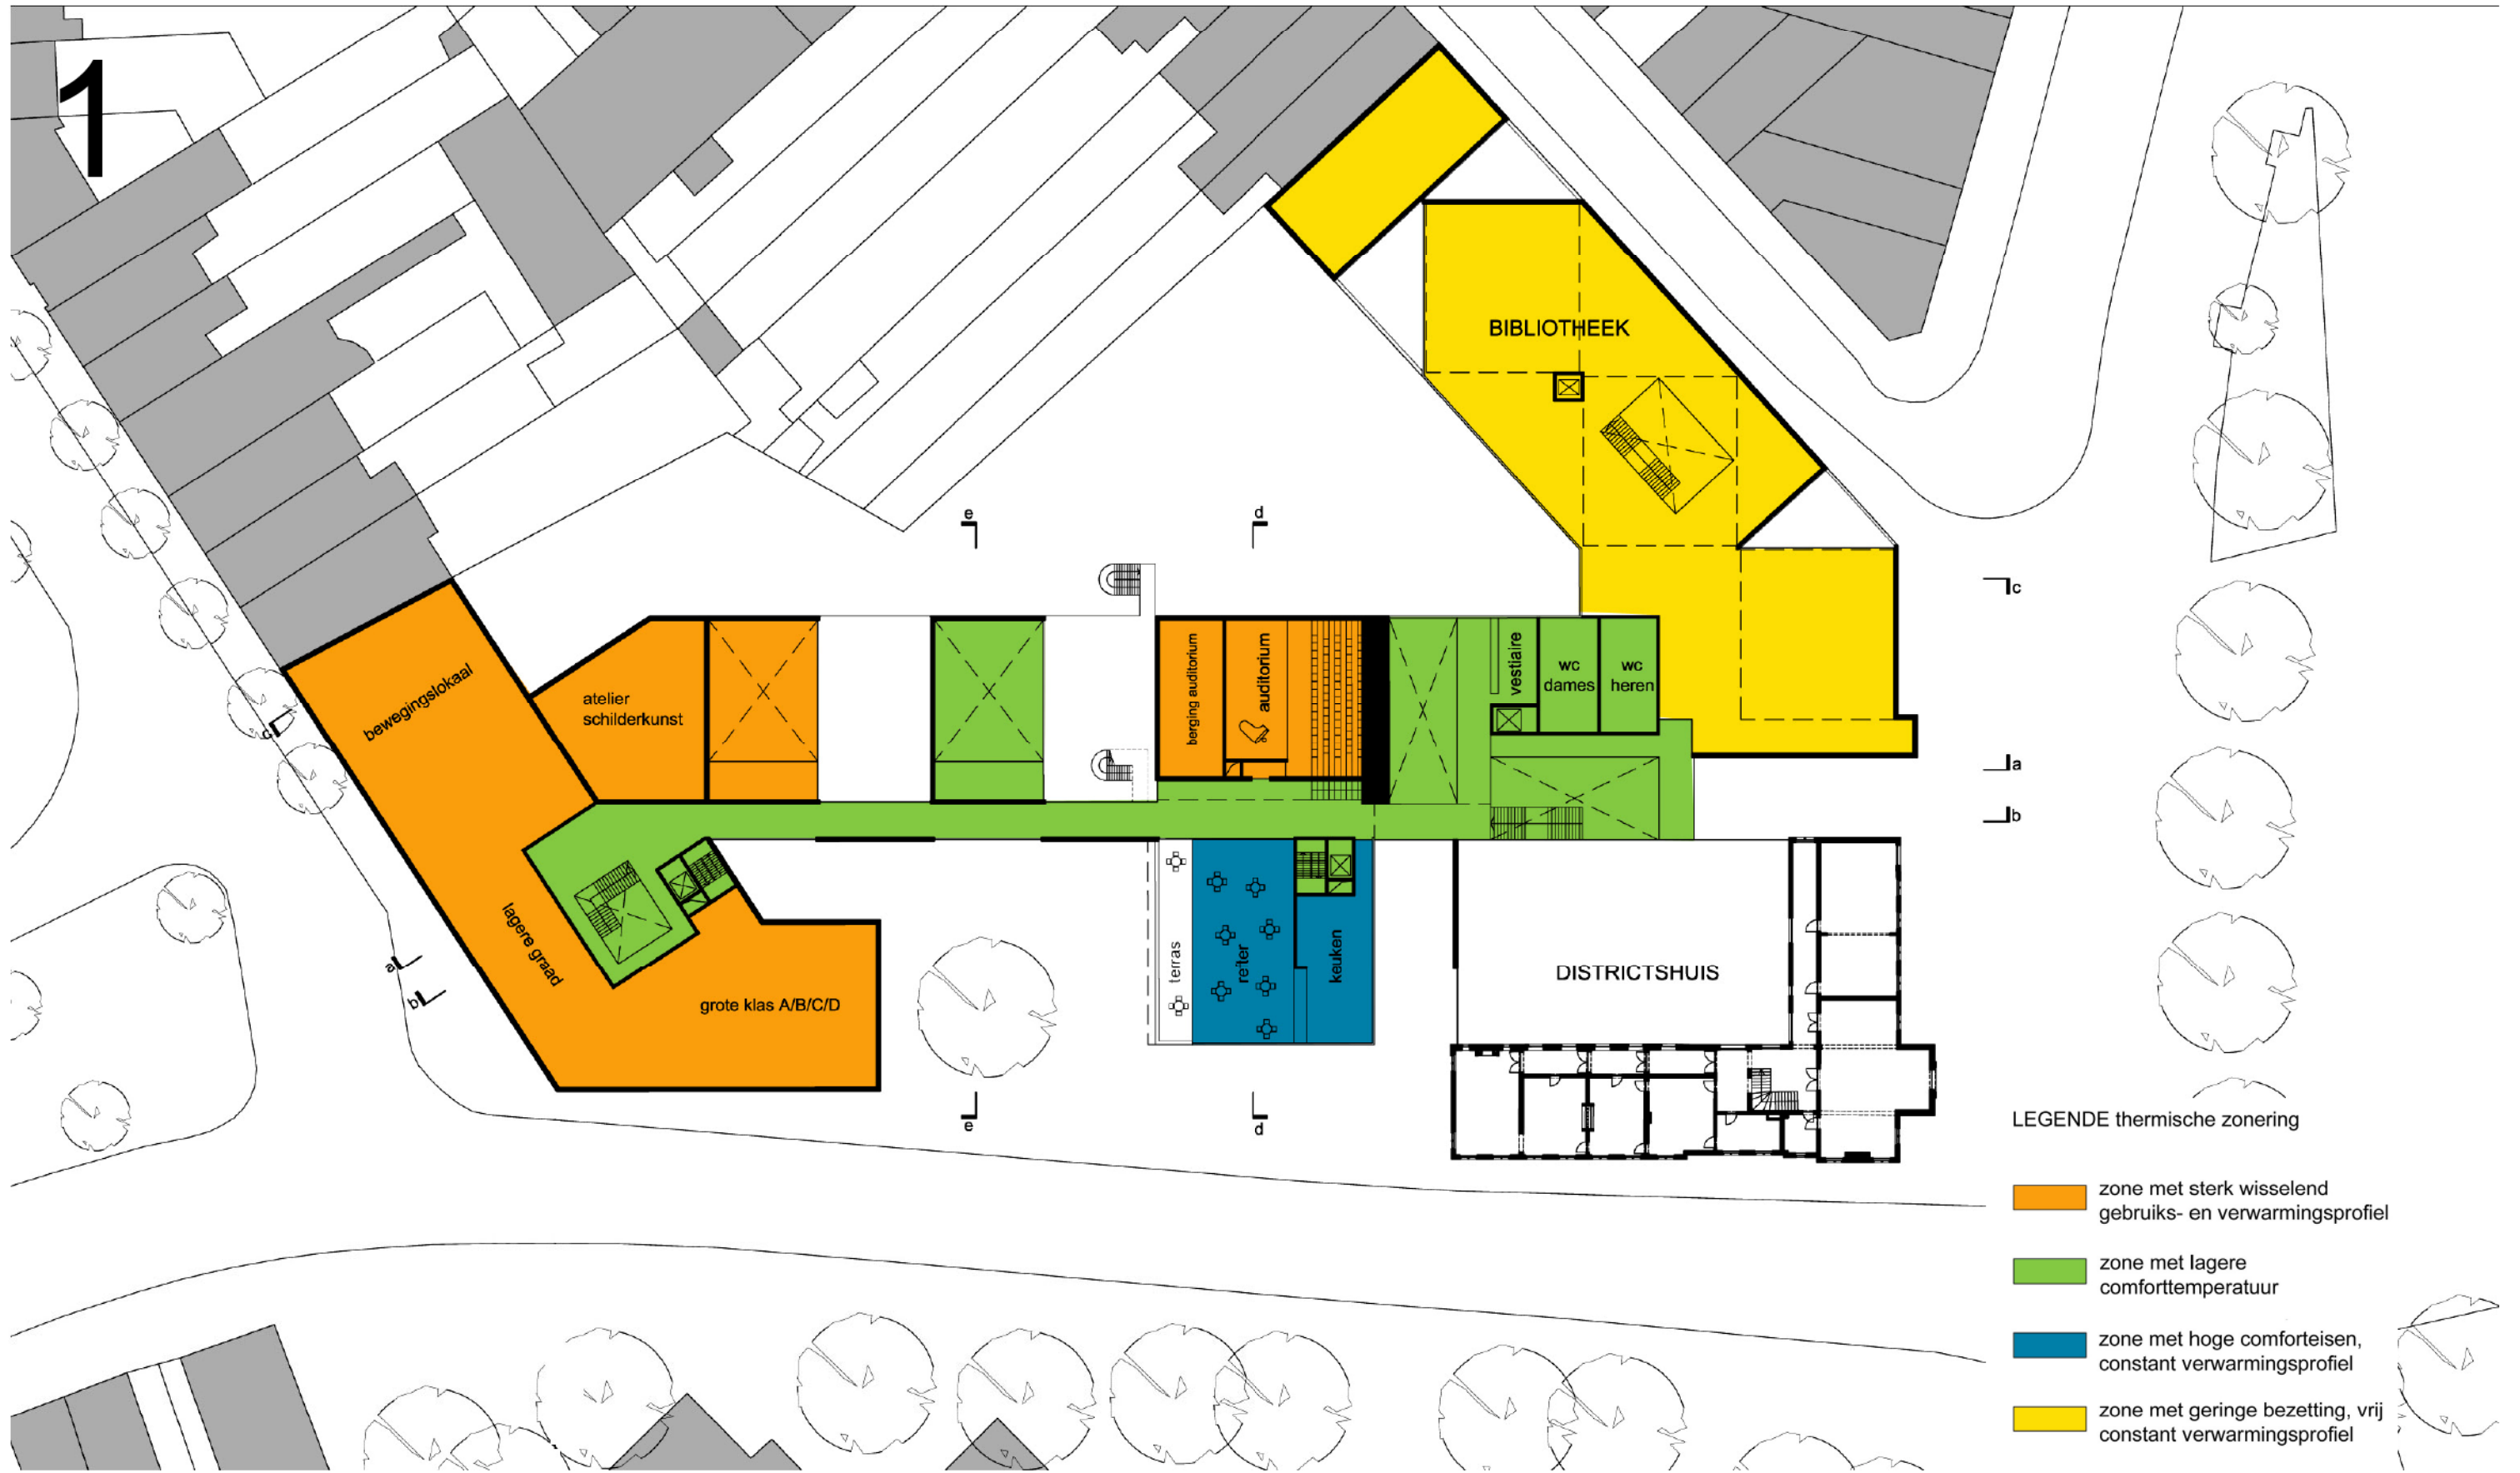 1
BIBLIOTHEEK
e
d
c
bewegingslokaal
atelier
schilderkunst
berging auditorium
auditorium
vestiaire
wc
dames
wc
heren
c
a
b
lagere graad
grote klas A/B/C/D
terras
reter
keuken
DISTRICTSHUIS
a
b
e
d
LEGENDE thermische zonering
zone met sterk wisselend
gebruiks- en verwarmingsprofiel
zone met lagere
comforttemperatuur
zone met hoge comforteisen,
constant verwarmingsprofiel
zone met geringe bezetting, vrij
constant verwarmingsprofiel